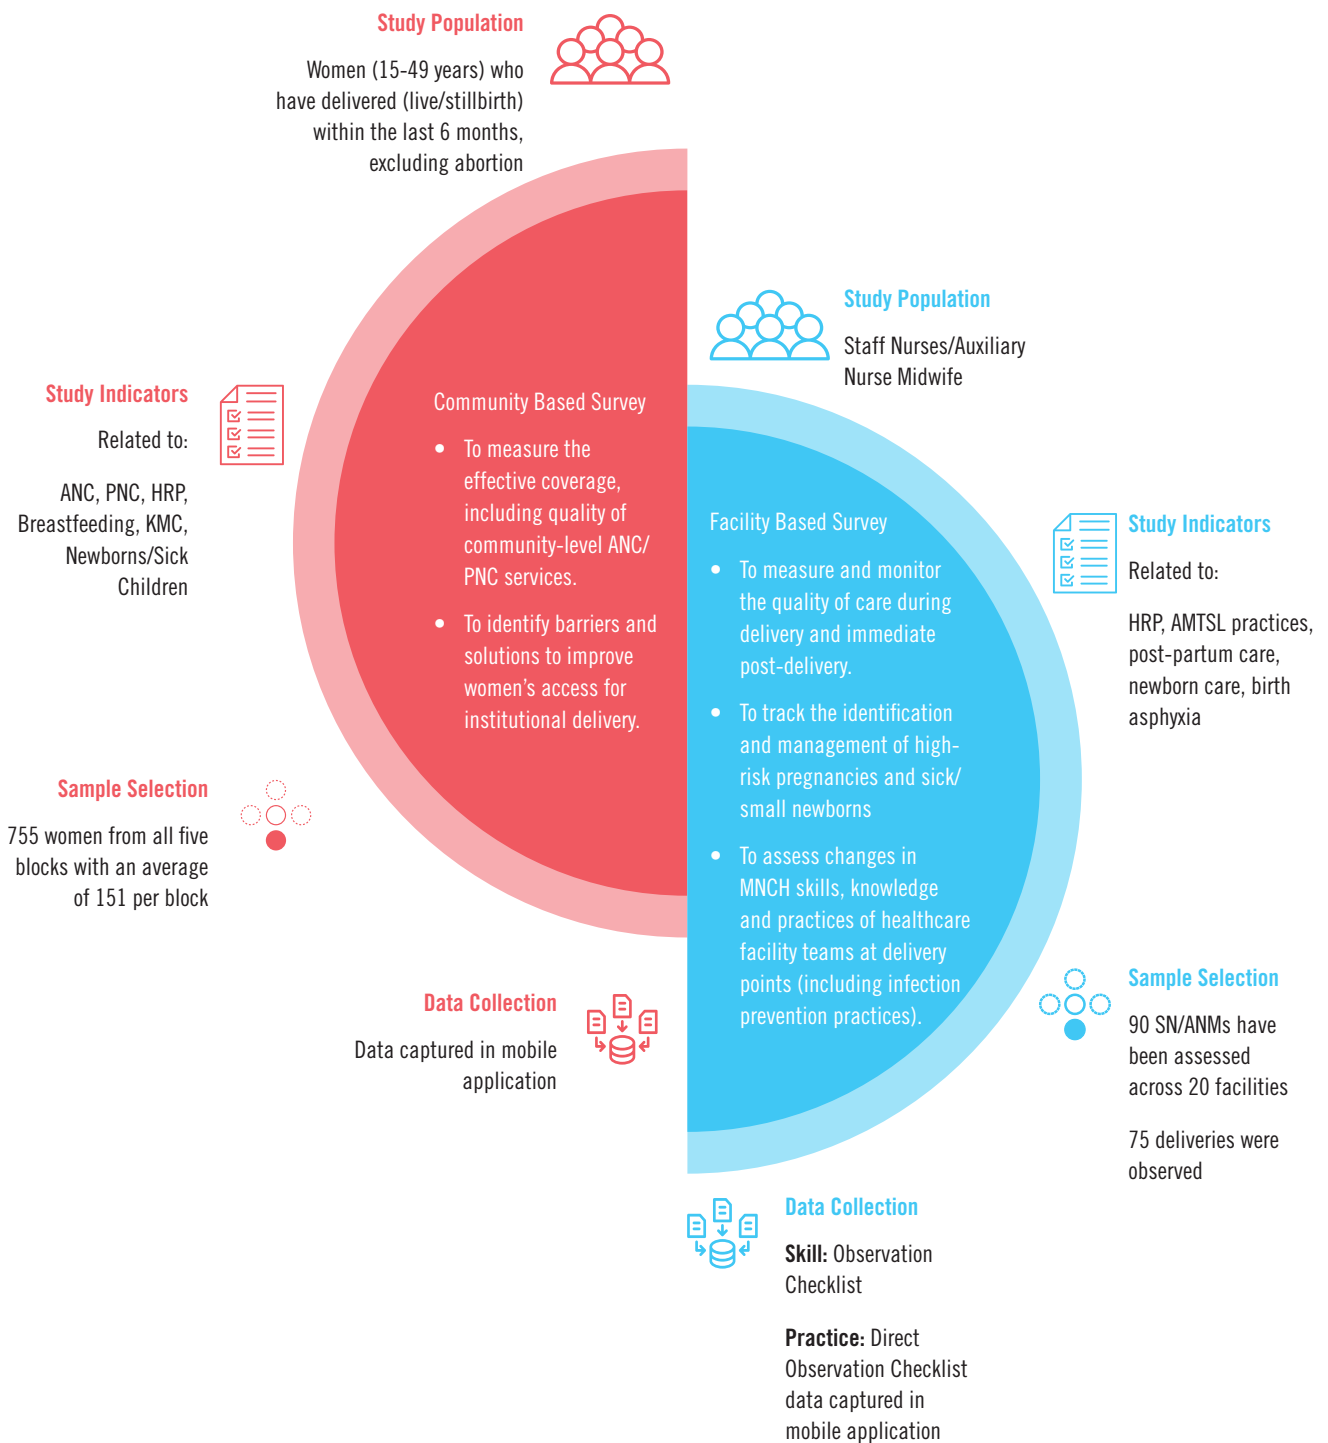 Study Population
Women (15-49 years) who
have delivered (live/stillbirth)
within the last 6 months,
excluding abortion
Study Indicators
Related to:
ANC, PNC, HRP,
Breastfeeding, KMC,
Newborns/Sick
Children
Sample Selection
755 women from all five
blocks with an average
of 151 per block
Data Collection
Data captured in mobile
application
Community Based Survey
• To measure the
effective coverage,
including quality of
community-level ANC/
PNC services.
• To identify barriers and
solutions to improve
women’s access for
institutional delivery.
Study Population
Staff Nurses/Auxiliary
Nurse Midwife
Facility Based Survey
• To measure and monitor
the quality of care during
delivery and immediate
post-delivery.
• To track the identification
and management of high-
risk pregnancies and sick/
small newborns
• To assess changes in
MNCH skills, knowledge
and practices of healthcare
facility teams at delivery
points (including infection
prevention practices).
Study Indicators
Related to:
HRP, AMTSL practices,
post-partum care,
newborn care, birth
asphyxia
Sample Selection
90 SN/ANMs have
been assessed
across 20 facilities
75 deliveries were
observed
Data Collection
Skill: Observation
Checklist
Practice: Direct
Observation Checklist
data captured in
mobile application